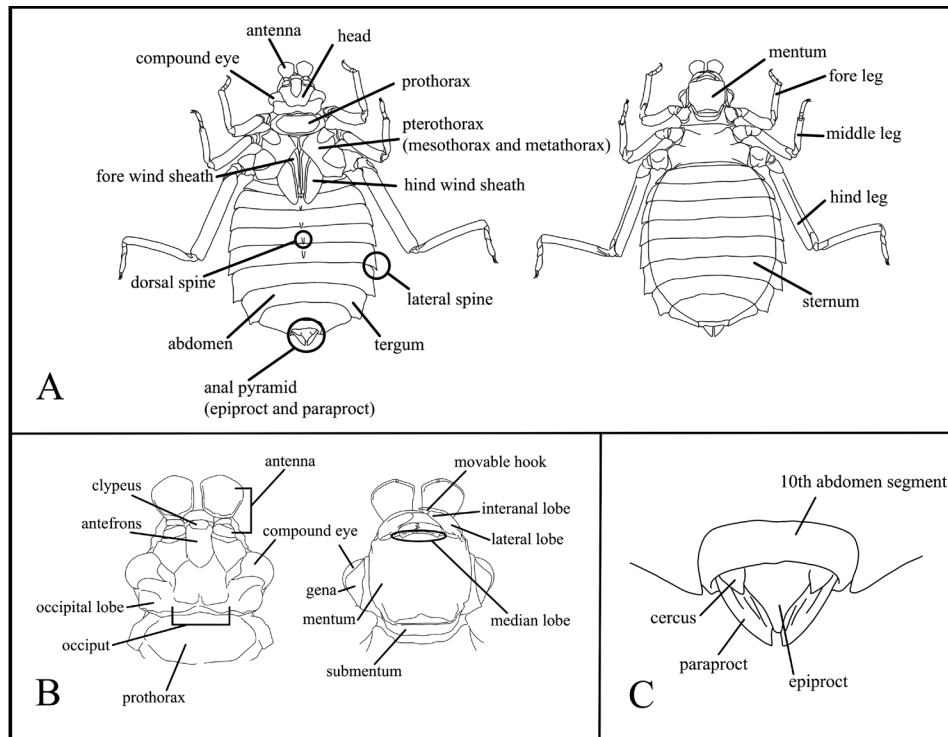 antenna
head
compound eye
prothorax
pterothorax
(mesothorax and metathorax)
fore wind sheath
hind wind sheath
dorsal spine
lateral spine
abdomen
tergum
anal pyramid
(epiproct and paraproct)
A
mentum
fore leg
middle leg
hind leg
sternum
antenna
clypeus
antefrons
compound eye
occipital lobe
occiput
prothorax
B
movable hook
interanal lobe
lateral lobe
gena
mentum
median lobe
submentum
10th abdomen segment
cercus
paraproct
epiproct
C